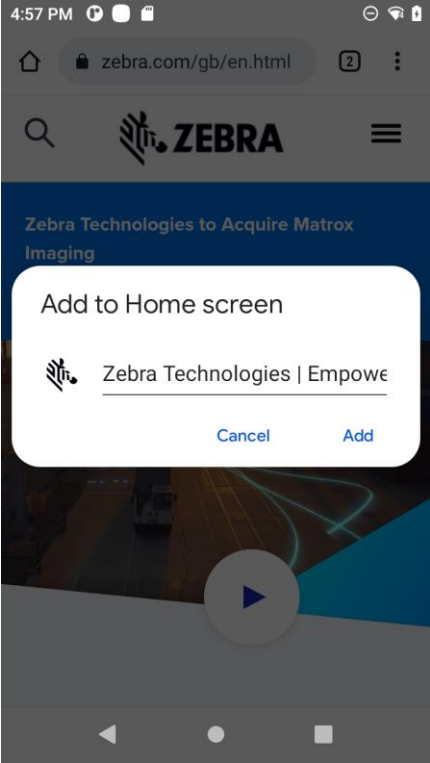 4:57 PM
zebra.com/gb/en.html
2
ZEBRA
Zebra Technologies to Acquire Matrox
Imaging
Add to Home screen
Zebra Technologies | Empowe
Cancel
Add